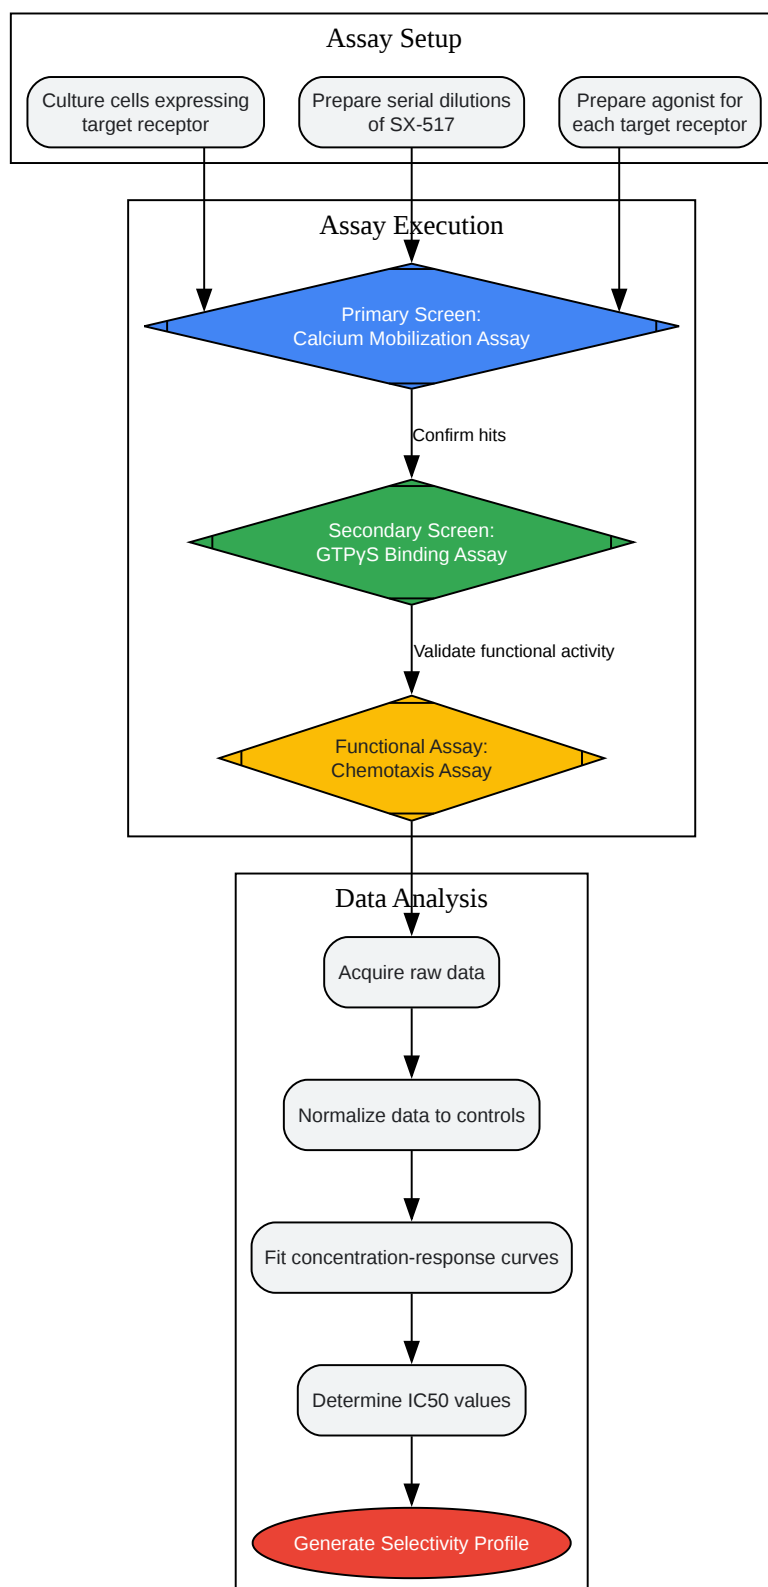 Assay Setup
Culture cells expressing
target receptor
Prepare serial dilutions
of SX-517
Prepare agonist for
each target receptor
Assay Execution
Primary Screen:
Calcium Mobilization Assay
Confirm hits
Secondary Screen:
GTPγS Binding Assay
Validate functional activity
Functional Assay:
Chemotaxis Assay
Data Analysis
Acquire raw data
Normalize data to controls
Fit concentration-response curves
Determine IC50 values
Generate Selectivity Profile